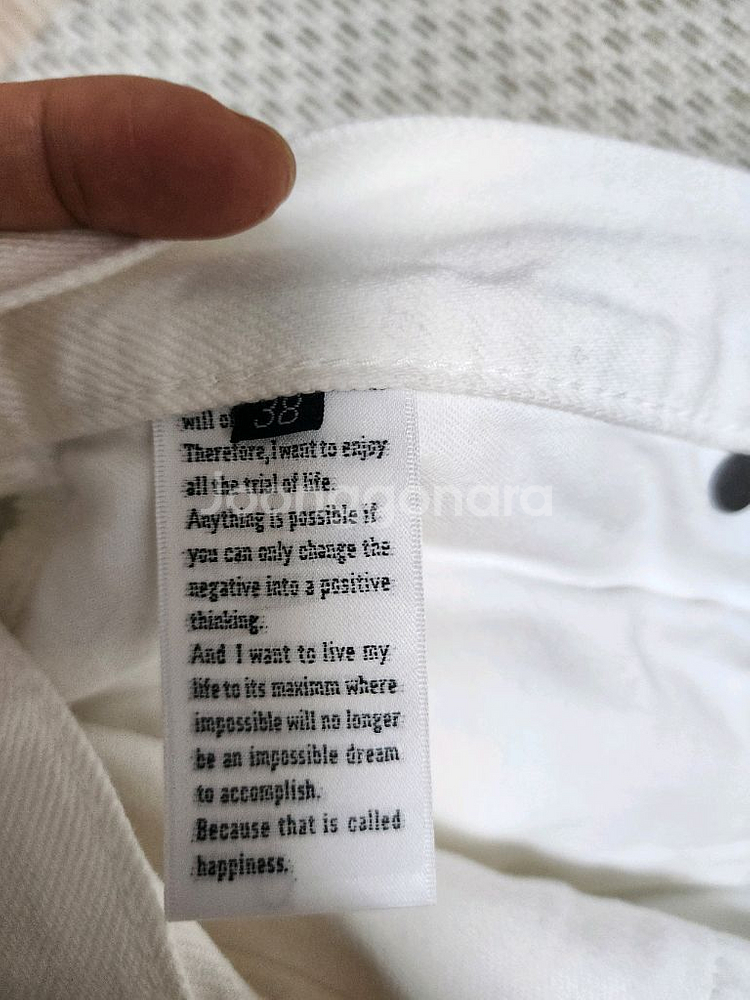 38
will o
Therefore, I want to enjoy
all the trial of life.
Anything is possible if
you can only change the
negative into a positive
thinking.
And I want to live my
life to its maximm where
impossible will no longer
be an impossible dream
to accomplish.
Because that is called
happiness.
Joonagonara